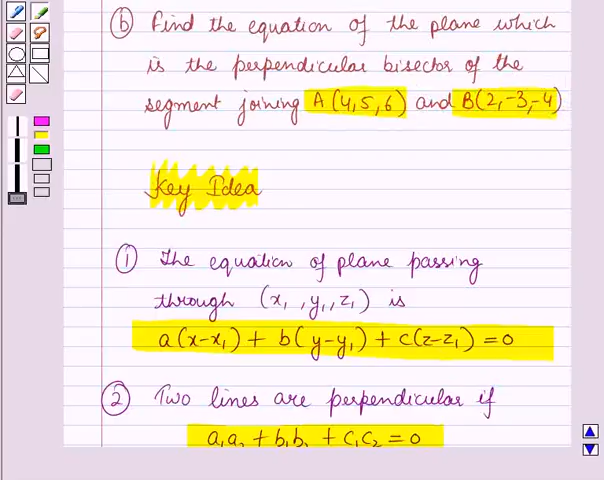 (b) Find the equation of the plane which
is the perpendicular bisector of the
segment joining A(4,5,6) and B(2,-3,-4)
Key Idea
(1) The equation of plane passing
through (x₁, y₁, z₁) is
a(x-x₁) + b(y-y₁) + c(z-z₁) = 0
(2) Two lines are perpendicular if
a₁a₂ + b₁b₂ + c₁c₂ = 0